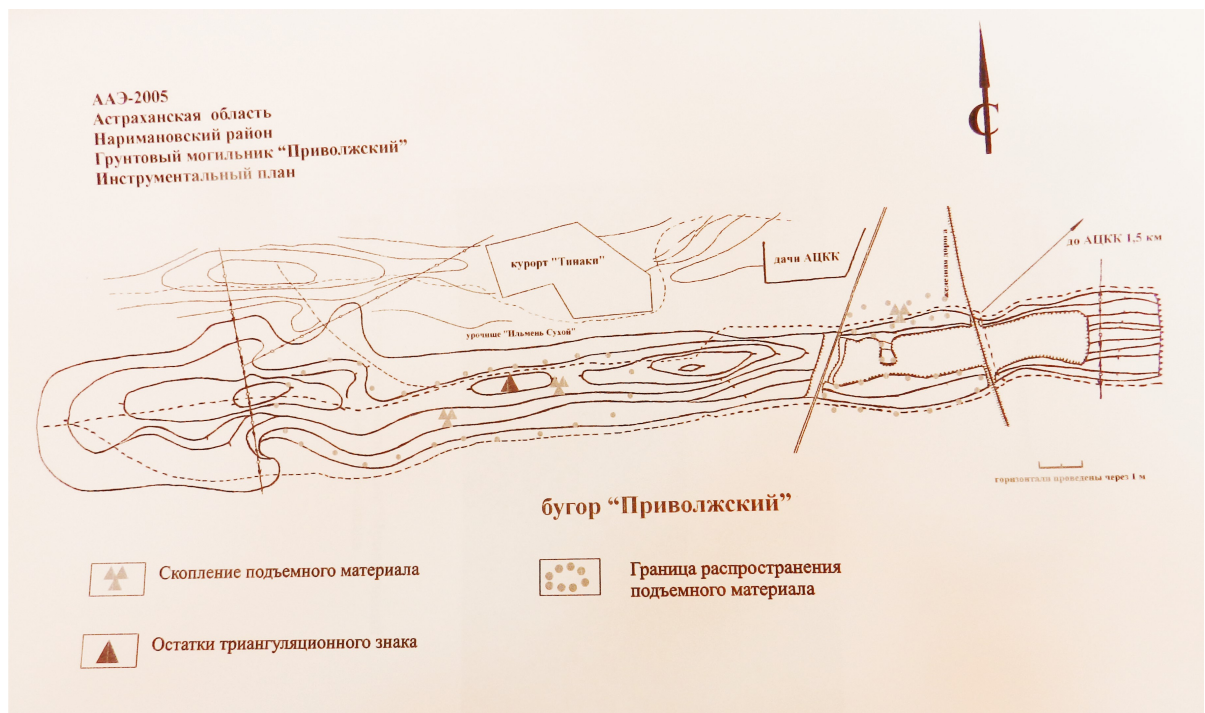 ААЭ-2005
Астраханская область
Наримановский район
Грунтовый могильник “Приволжский”
Инструментальный план
С
курорт "Тинаки"
дачи АЦКК
железная дорога
до АЦКК 1,5 км
урочище "Ильмень Сухой"
горизонтали проведены через 1 м
бугор “Приволжский”
Скопление подъемного материала
Граница распространения
подъемного материала
Остатки триангуляционного знака